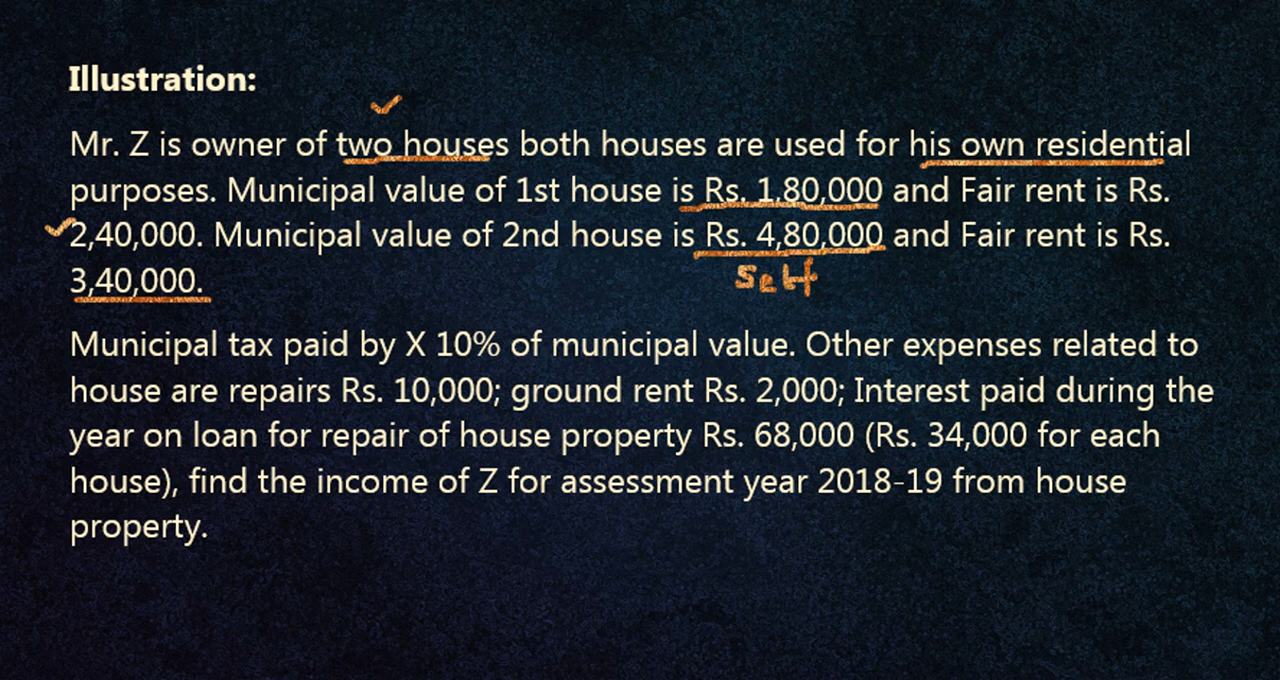 Illustration:
Mr. Z is owner of two houses both houses are used for his own residential
purposes. Municipal value of 1st house is Rs. 1,80,000 and Fair rent is Rs.
2,40,000. Municipal value of 2nd house is Rs. 4,80,000 and Fair rent is Rs.
3,40,000.
Self
Municipal tax paid by X 10% of municipal value. Other expenses related to
house are repairs Rs. 10,000; ground rent Rs. 2,000; Interest paid during the
year on loan for repair of house property Rs. 68,000 (Rs. 34,000 for each
house), find the income of Z for assessment year 2018-19 from house
property.